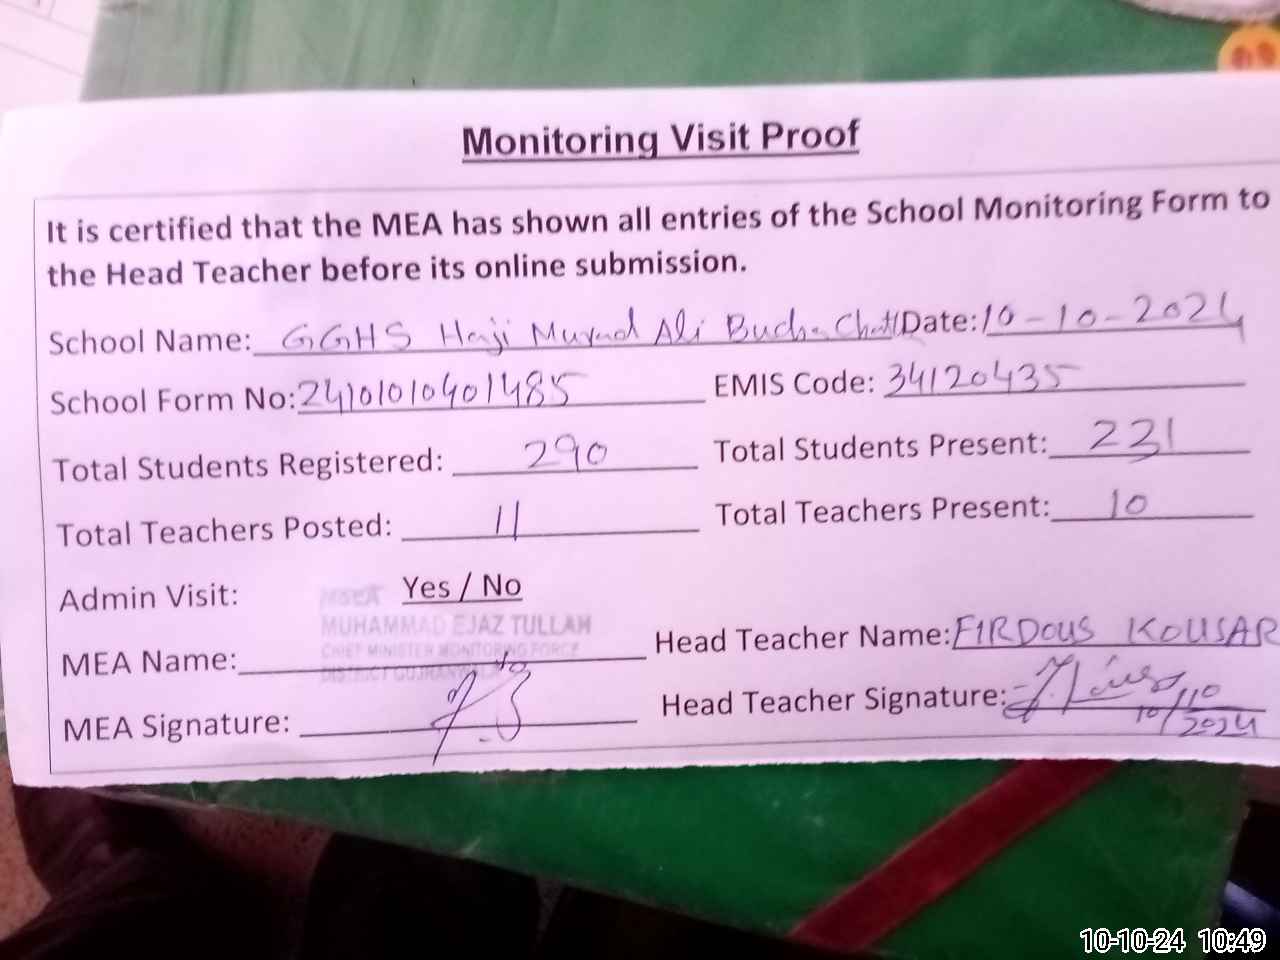 Monitoring Visit Proof
It is certified that the MEA has shown all entries of the School Monitoring Form to
the Head Teacher before its online submission.
School Name: GGHS Haji Murad Ali Bucha Date: 10-10-2024
School Form No: 24101010401485 EMIS Code: 34120435
Total Students Registered: 290 Total Students Present: 231
Total Teachers Posted: 11 Total Teachers Present: 10
Admin Visit: Yes / No
MUHAMMAD EJAZ TULLAH
CHIEF MINISTER MONITORING FORCE
DISTRICT GUJRANWALA
MEA Name: Head Teacher Name: FIRDOUS KOUSAR
MEA Signature: Head Teacher Signature:
10/10/2024
10-10-24 10:49